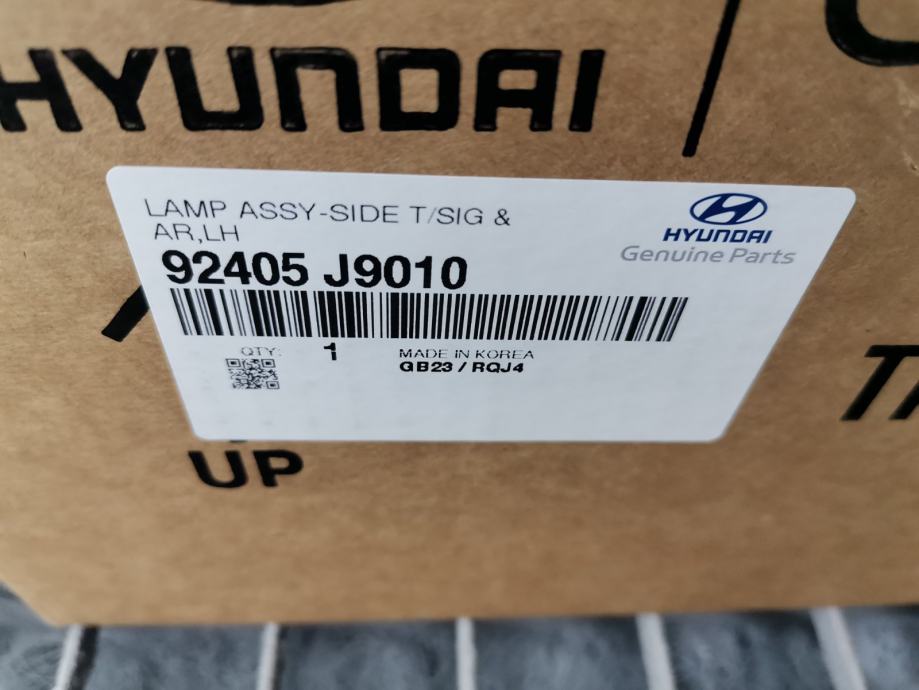 HYUNDAI
LAMP ASSY-SIDE T/SIG &
AR,LH
92405 J9010
HYUNDAI
Genuine Parts
QTY: 1
MADE IN KOREA
GB23 / RQJ4
UP